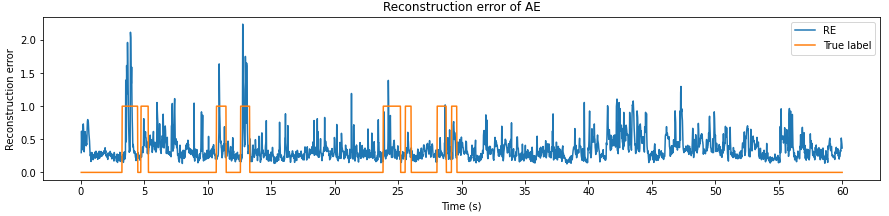 Reconstruction error of AE
RE
True label
Reconstruction error
2.0
1.5
1.0
0.5
0.0
0 5 10 15 20 25 30 35 40 45 50 55 60
Time (s)